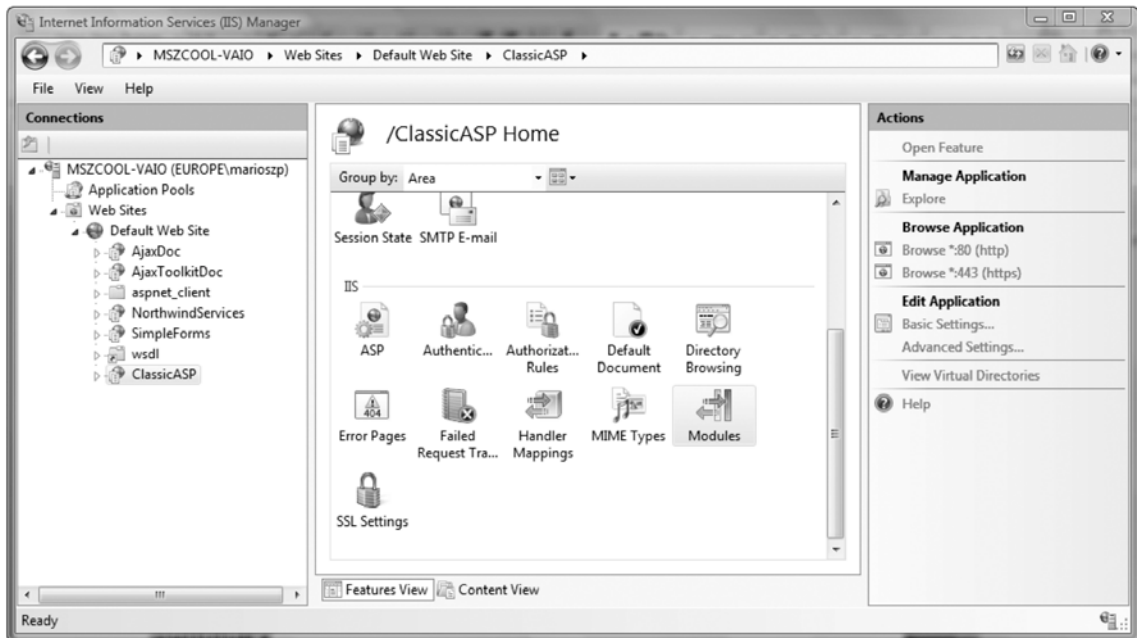 Internet Information Services (IIS) Manager
MSZCOOL-VAIO Web Sites Default Web Site ClassicASP
File View Help
Connections
MSZCOOL-VAIO (EUROPE\marioszp)
Application Pools
Web Sites
Default Web Site
AjaxDoc
AjaxToolkitDoc
aspnet_client
NorthwindServices
SimpleForms
wsdl
ClassicASP
/ClassicASP Home
Group by: Area
Session State SMTP E-mail
IIS
ASP Authentic... Authorizat... Default Directory
Rules Document Browsing
404
Error Pages Failed Handler MIME Types Modules
Request Tra... Mappings
SSL Settings
Features View Content View
Actions
Open Feature
Manage Application
Explore
Browse Application
Browse *:80 (http)
Browse *:443 (https)
Edit Application
Basic Settings...
Advanced Settings...
View Virtual Directories
Help
Ready